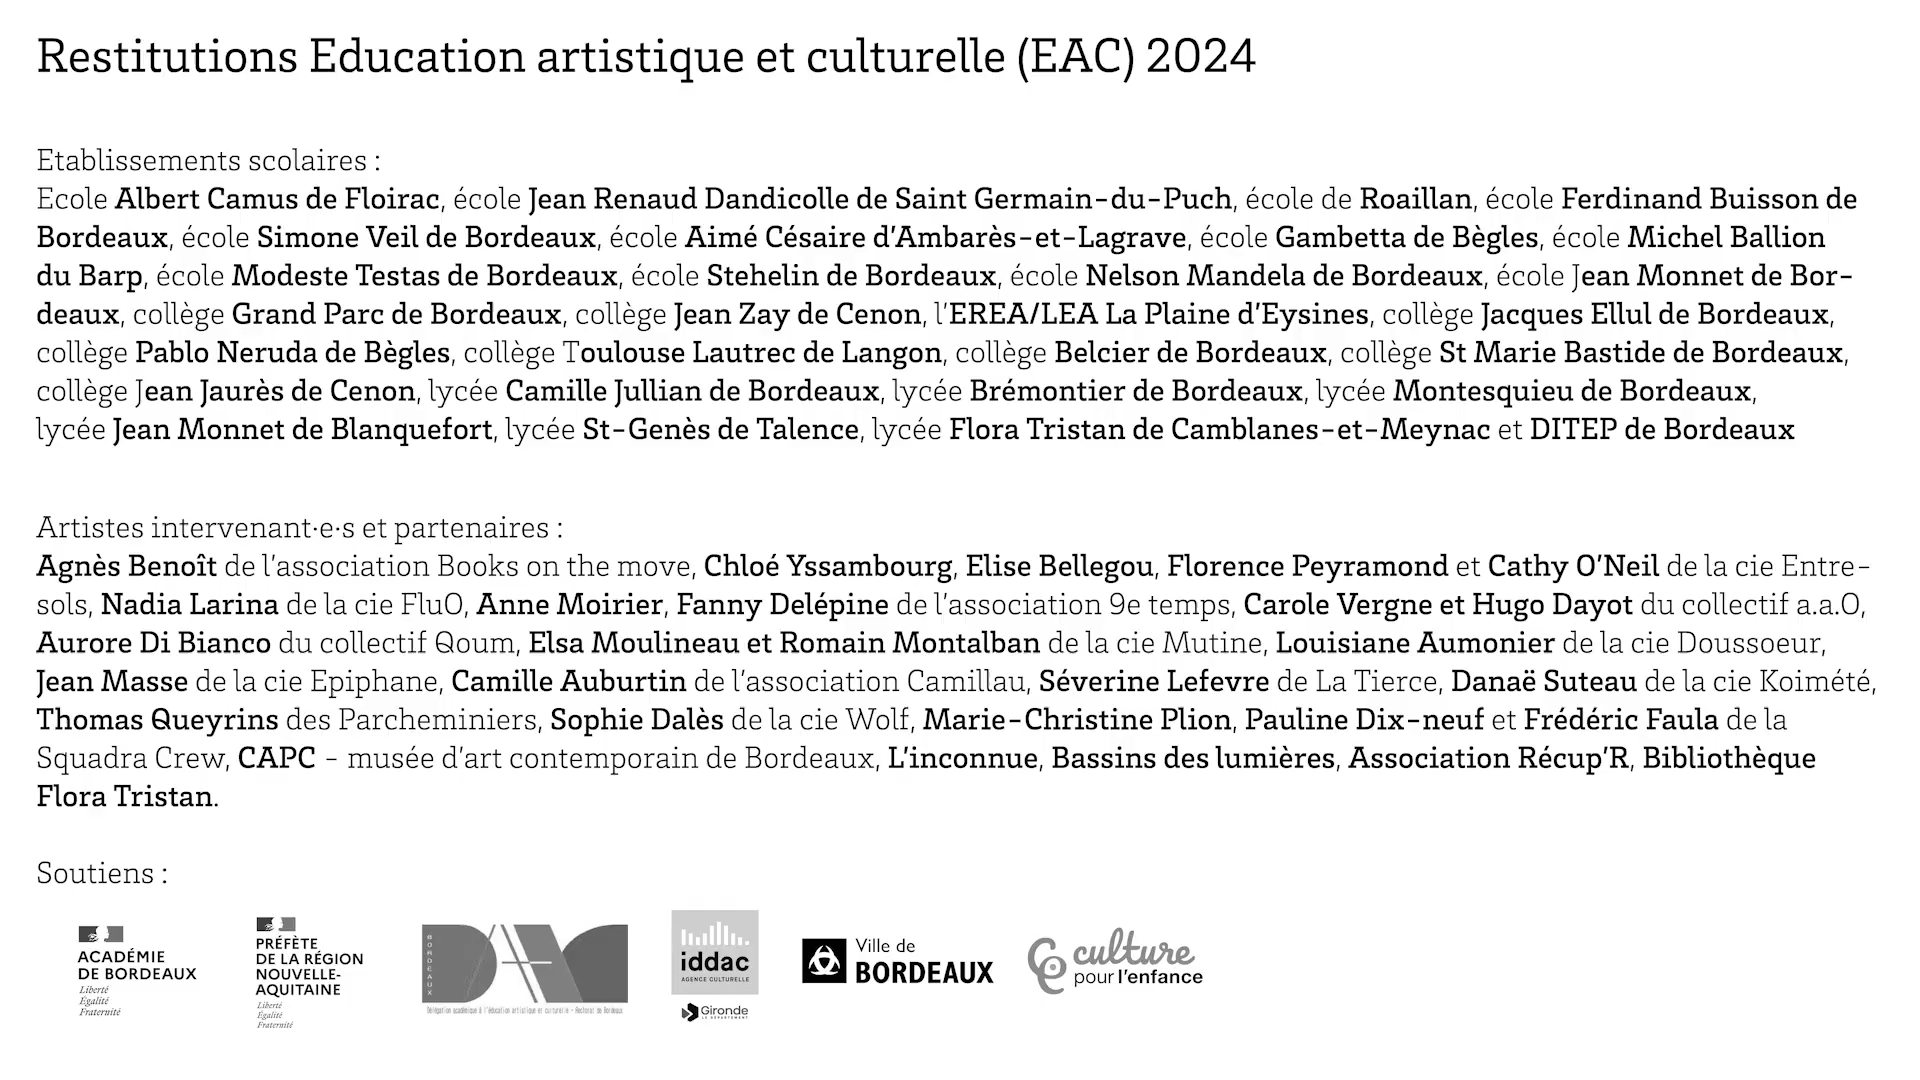 Restitutions Education artistique et culturelle (EAC) 2024
Etablissements scolaires :
Ecole Albert Camus de Floirac, école Jean Renaud Dandicolle de Saint Germain-du-Puch, école de Roaillan, école Ferdinand Buisson de
Bordeaux, école Simone Veil de Bordeaux, école Aimé Césaire d’Ambarès-et-Lagrave, école Gambetta de Bègles, école Michel Ballion
du Barp, école Modeste Testas de Bordeaux, école Stehelin de Bordeaux, école Nelson Mandela de Bordeaux, école Jean Monnet de Bor-
deaux, collège Grand Parc de Bordeaux, collège Jean Zay de Cenon, l’EREA/LEA La Plaine d’Eysines, collège Jacques Ellul de Bordeaux,
collège Pablo Neruda de Bègles, collège Toulouse Lautrec de Langon, collège Belcier de Bordeaux, collège St Marie Bastide de Bordeaux,
collège Jean Jaurès de Cenon, lycée Camille Jullian de Bordeaux, lycée Brémontier de Bordeaux, lycée Montesquieu de Bordeaux,
lycée Jean Monnet de Blanquefort, lycée St-Genès de Talence, lycée Flora Tristan de Camblanes-et-Meynac et DITEP de Bordeaux
Artistes intervenant·e·s et partenaires :
Agnès Benoît de l’association Books on the move, Chloé Yssambourg, Elise Bellegou, Florence Peyramond et Cathy O’Neil de la cie Entre-
sols, Nadia Larina de la cie FluO, Anne Moirier, Fanny Delépine de l’association 9e temps, Carole Vergne et Hugo Dayot du collectif a.a.O,
Aurore Di Bianco du collectif Qoum, Elsa Moulineau et Romain Montalban de la cie Mutine, Louisiane Aumonier de la cie Doussoeur,
Jean Masse de la cie Epiphane, Camille Auburtin de l’association Camillau, Séverine Lefevre de La Tierce, Danaë Suteau de la cie Koimété,
Thomas Queyrins des Parcheminiers, Sophie Dalès de la cie Wolf, Marie-Christine Plion, Pauline Dix-neuf et Frédéric Faula de la
Squadra Crew, CAPC - musée d’art contemporain de Bordeaux, L’inconnue, Bassins des lumières, Association Récup’R, Bibliothèque
Flora Tristan.
Soutiens :
ACADÉMIE
DE BORDEAUX
Liberté
Égalité
Fraternité
PRÉFÈTE
DE LA RÉGION
NOUVELLE-
AQUITAINE
Liberté
Égalité
Fraternité
BORDEAUX
DAAC
Délégation académique à l'éducation artistique et culturelle - Rectorat de Bordeaux
iddac
AGENCE CULTURELLE
Gironde
LE DÉPARTEMENT
Ville de
BORDEAUX
culture
pour l’enfance